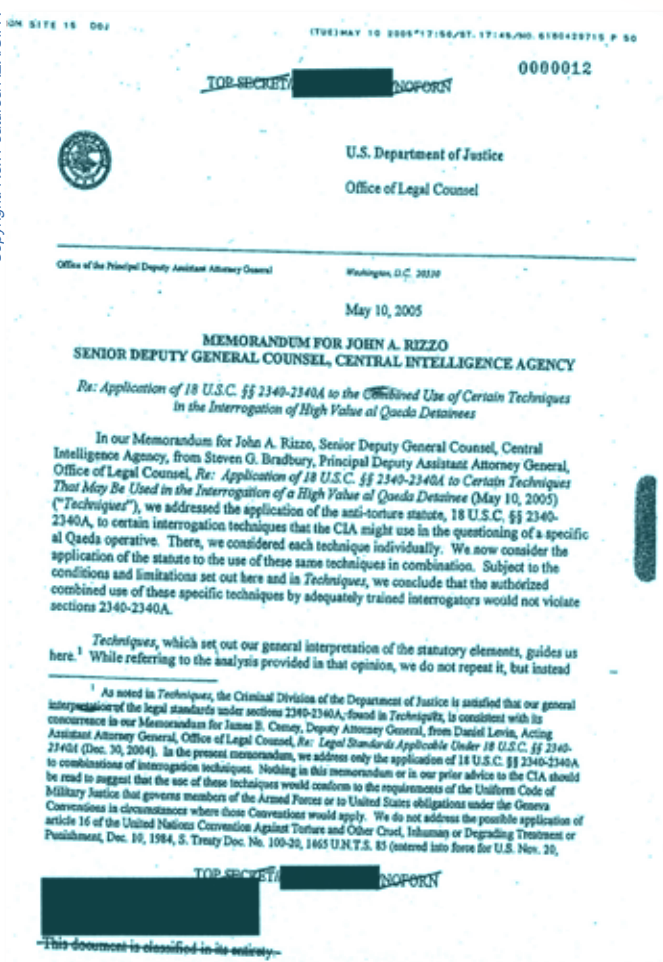 SITE 15 DOJ
(TUE)MAY 10 2005 17:50/ST. 17:45/NO. 6180429715 P 50
0000012
TOP SECRET/ NOFORN
U.S. Department of Justice
Office of Legal Counsel
Office of the Principal Deputy Assistant Attorney General
Washington, D.C. 20530
May 10, 2005
MEMORANDUM FOR JOHN A. RIZZO
SENIOR DEPUTY GENERAL COUNSEL, CENTRAL INTELLIGENCE AGENCY
Re: Application of 18 U.S.C. §§ 2340-2340A to the Combined Use of Certain Techniques
in the Interrogation of High Value al Qaeda Detainees
In our Memorandum for John A. Rizzo, Senior Deputy General Counsel, Central
Intelligence Agency, from Steven G. Bradbury, Principal Deputy Assistant Attorney General,
Office of Legal Counsel, Re: Application of 18 U.S.C. §§ 2340-2340A to Certain Techniques
That May Be Used in the Interrogation of a High Value al Qaeda Detainee (May 10, 2005)
("Techniques"), we addressed the application of the anti-torture statute, 18 U.S.C. §§ 2340-
2340A, to certain interrogation techniques that the CIA might use in the questioning of a specific
al Qaeda operative. There, we considered each technique individually. We now consider the
application of the statute to the use of these same techniques in combination. Subject to the
conditions and limitations set out here and in Techniques, we conclude that the authorized
combined use of these specific techniques by adequately trained interrogators would not violate
sections 2340-2340A.
Techniques, which set out our general interpretation of the statutory elements, guides us
here.1 While referring to the analysis provided in that opinion, we do not repeat it, but instead
1 As noted in Techniques, the Criminal Division of the Department of Justice is satisfied that our general
interpretation of the legal standards under sections 2340-2340A, found in Techniques, is consistent with its
concurrence in our Memorandum for James B. Comey, Deputy Attorney General, from Daniel Levin, Acting
Assistant Attorney General, Office of Legal Counsel, Re: Legal Standards Applicable Under 18 U.S.C. §§ 2340-
2340A (Dec. 30, 2004). In the present memorandum, we address only the application of 18 U.S.C. §§ 2340-2340A
to combinations of interrogation techniques. Nothing in this memorandum or in our prior advice to the CIA should
be read to suggest that the use of these techniques would conform to the requirements of the Uniform Code of
Military Justice that governs members of the Armed Forces or to United States obligations under the Geneva
Conventions in circumstances where those Conventions would apply. We do not address the possible application of
article 16 of the United Nations Convention Against Torture and Other Cruel, Inhuman or Degrading Treatment or
Punishment, Dec. 10, 1984, S. Treaty Doc. No. 100-20, 1465 U.N.T.S. 85 (entered into force for U.S. Nov. 20,
TOP SECRET/ NOFORN
This document is classified in its entirety.